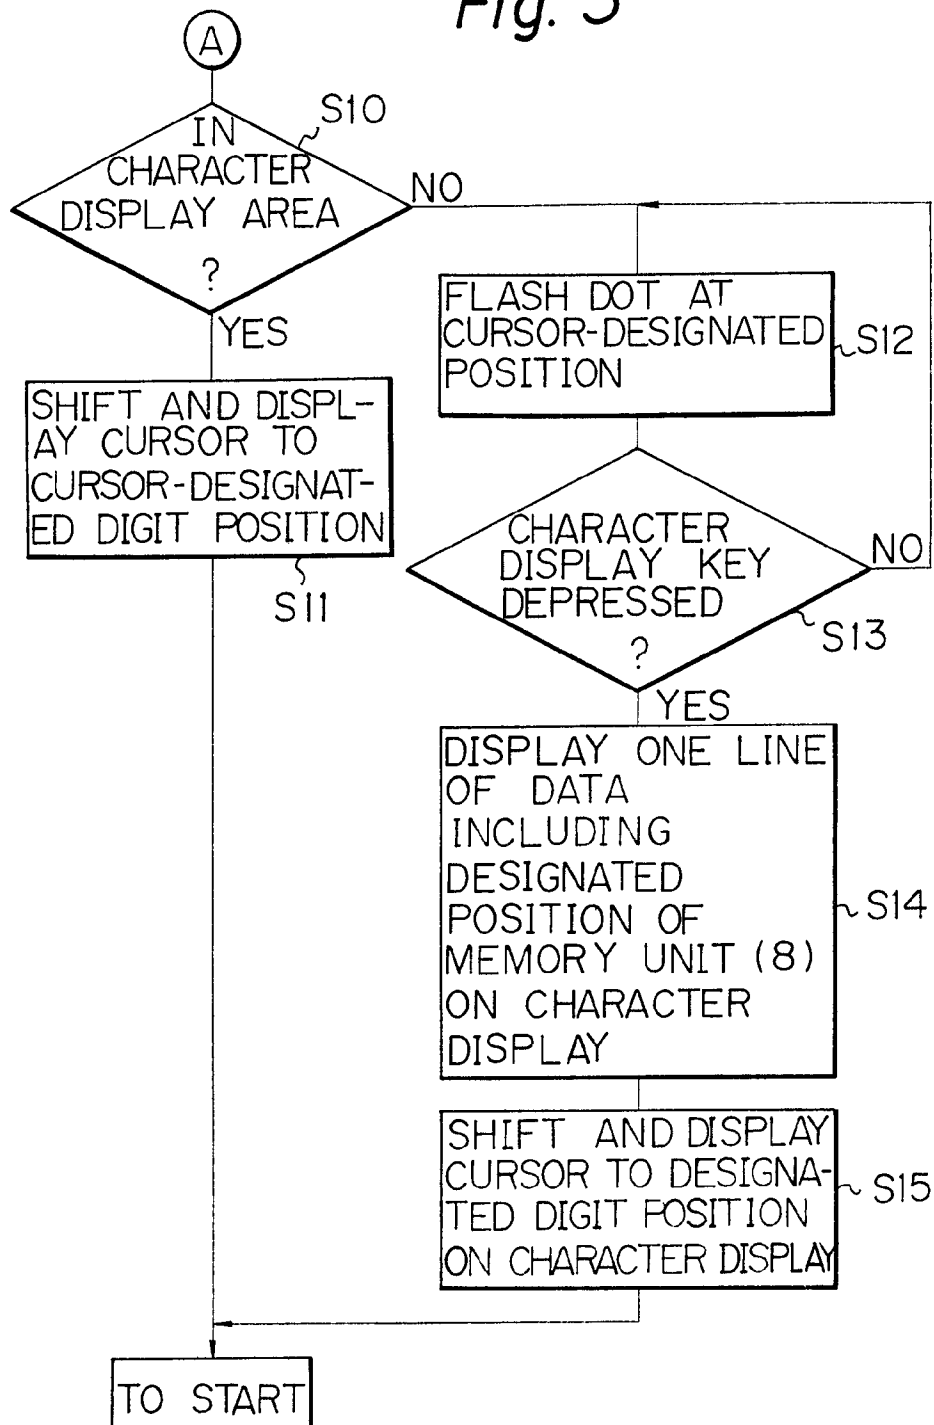 Fig. 5
A
S10
IN
CHARACTER
DISPLAY AREA
?
NO
YES
SHIFT AND DISPL-
AY CURSOR TO
CURSOR-DESIGNAT-
ED DIGIT POSITION
S11
FLASH DOT AT
CURSOR-DESIGNATED
POSITION
S12
CHARACTER
DISPLAY KEY
DEPRESSED
?
NO
S13
YES
DISPLAY ONE LINE
OF DATA
INCLUDING
DESIGNATED
POSITION OF
MEMORY UNIT (8)
ON CHARACTER
DISPLAY
S14
SHIFT AND DISPLAY
CURSOR TO DESIGNA-
TED DIGIT POSITION
ON CHARACTER DISPLAY
S15
TO START